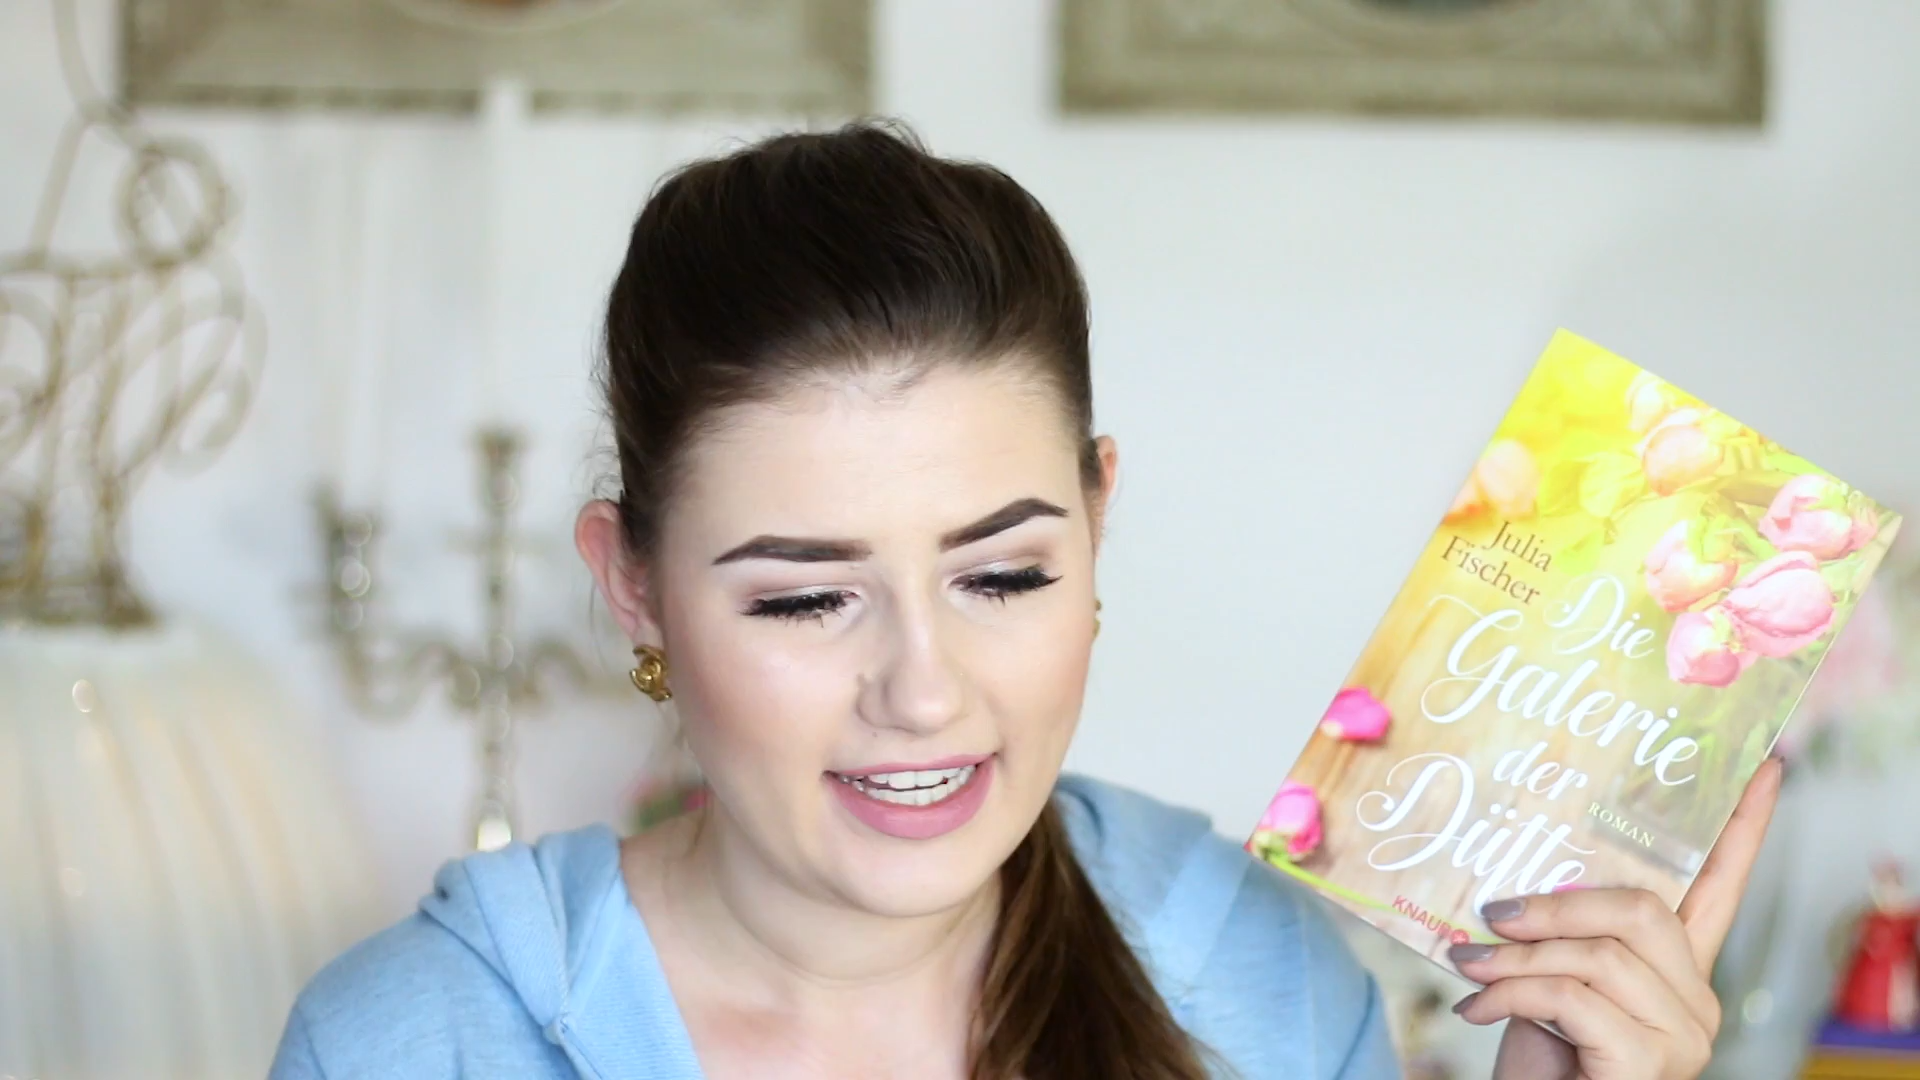 Julia
Fischer
Die
Galerie
der
Düfte
ROMAN
KNAUR